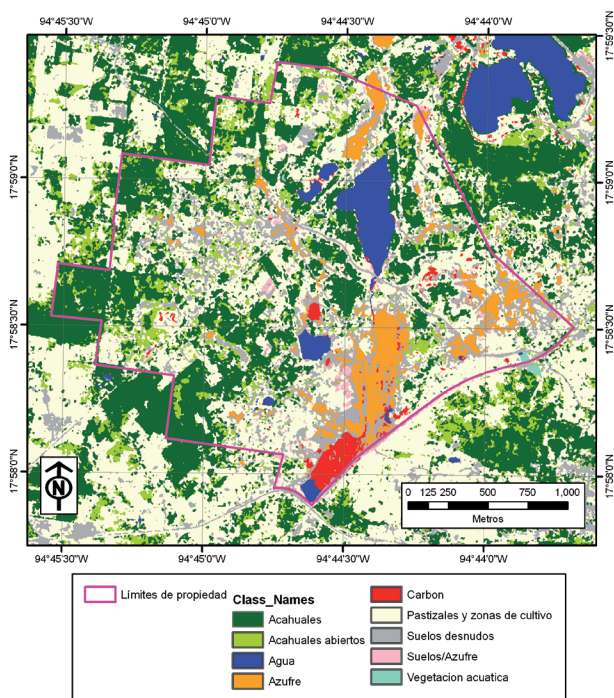 94°45'30"W 94°45'0"W 94°44'30"W 94°44'0"W
17°59'30"N
17°59'0"N 17°59'0"N
17°58'30"N 17°58'30"N
17°58'0"N 17°58'0"N
N
0 125 250 500 750 1,000
Metros
94°45'30"W 94°45'0"W 94°44'30"W 94°44'0"W
Límites de propiedad
Class_Names
Acahuales
Acahuales abiertos
Agua
Azufre
Carbon
Pastizales y zonas de cultivo
Suelos desnudos
Suelos/Azufre
Vegetacion acuatica